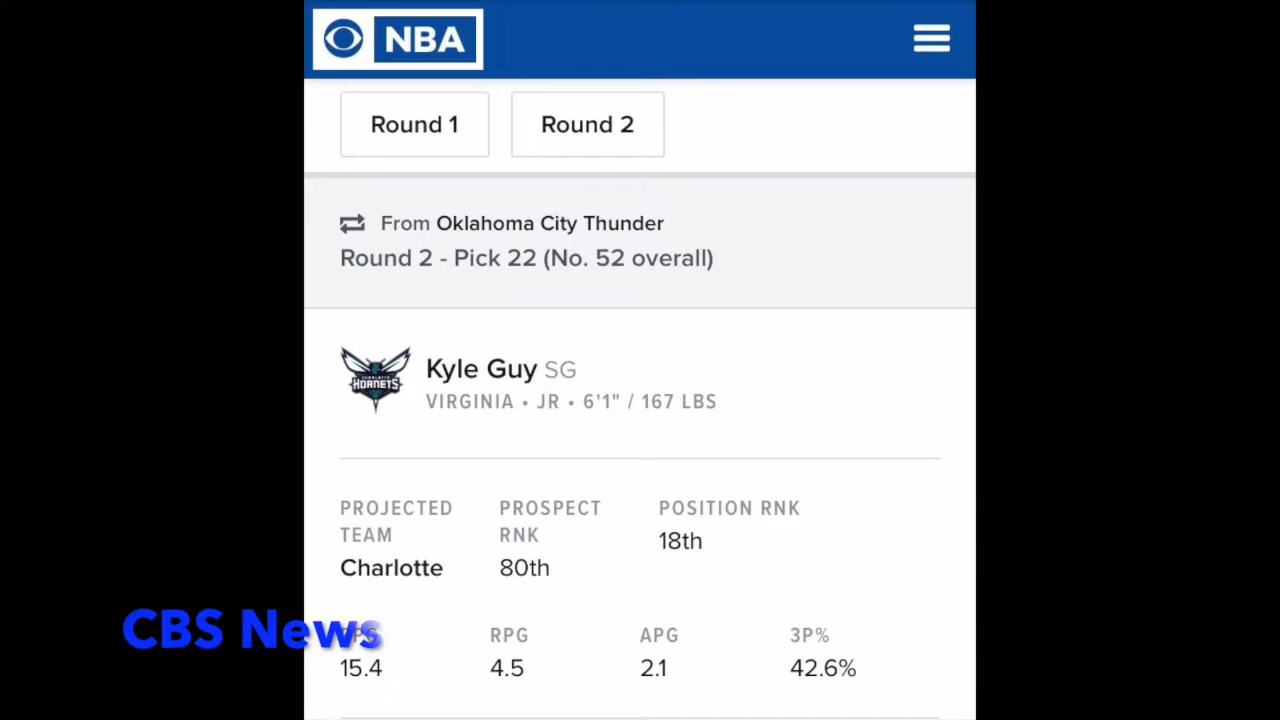 NBA
Round 1
Round 2
From Oklahoma City Thunder
Round 2 - Pick 22 (No. 52 overall)
HORNETS
Kyle Guy SG
VIRGINIA • JR • 6'1" / 167 LBS
PROJECTED TEAM
Charlotte
PROSPECT RNK
80th
POSITION RNK
18th
CBS News
PPG
15.4
RPG
4.5
APG
2.1
3P%
42.6%